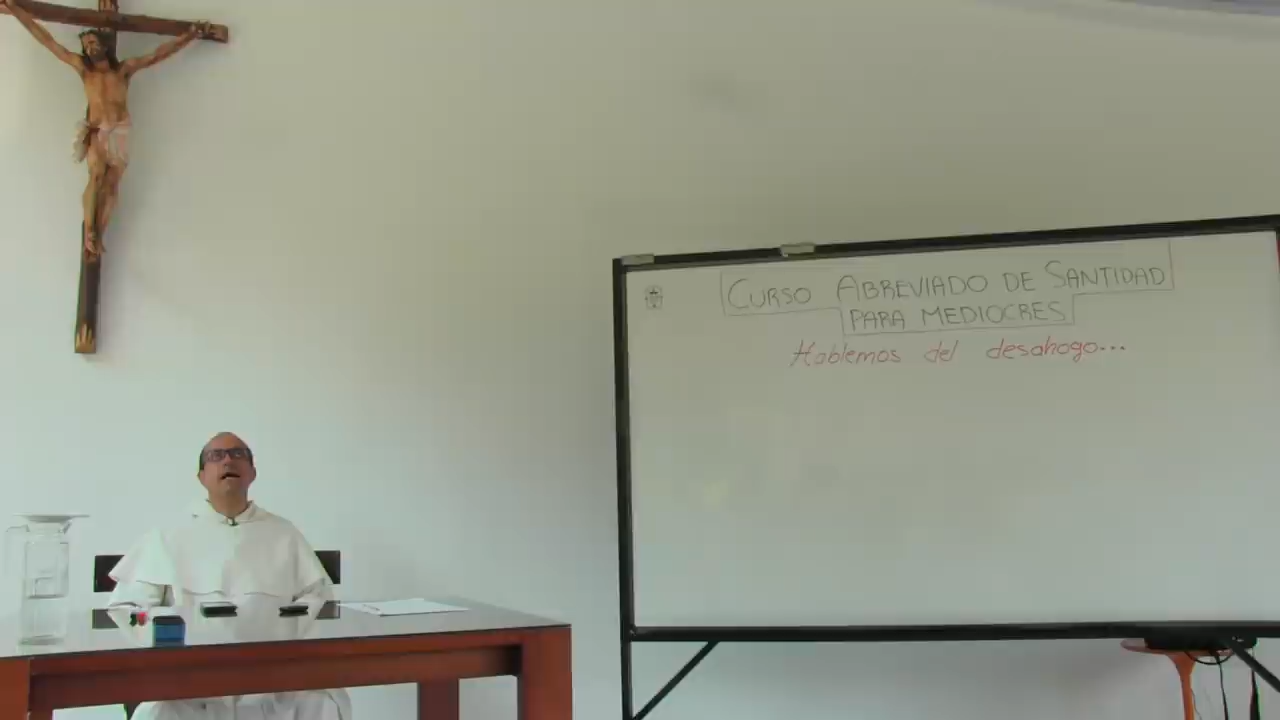 CURSO ABREVIADO DE SANTIDAD
PARA MEDIOCRES
Hablemos del desahogo...